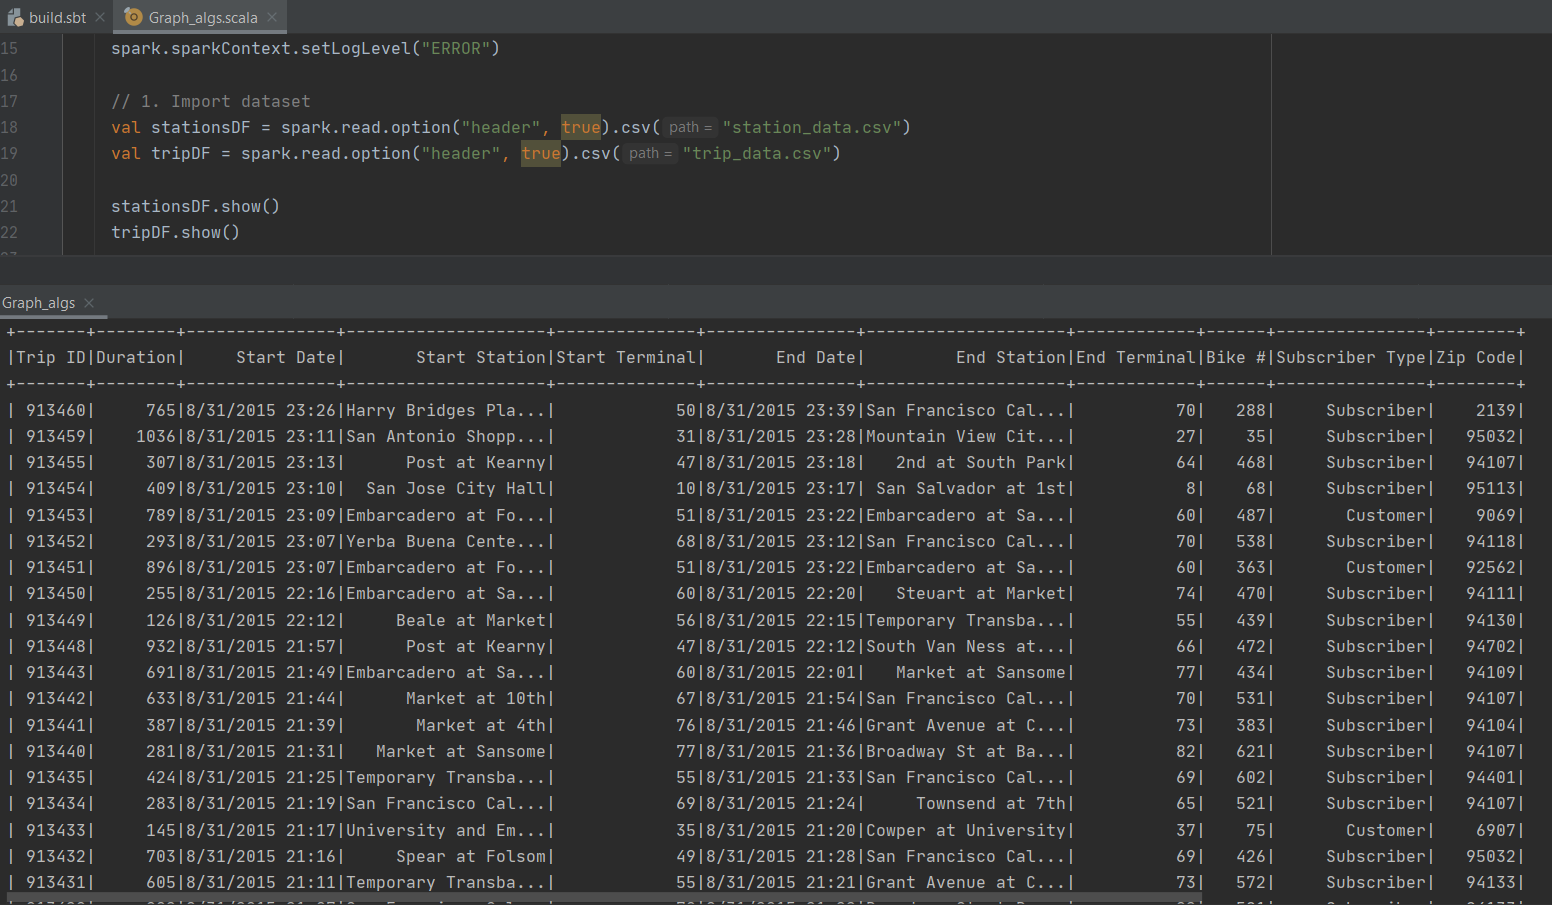 build.sbt Graph_algs.scala
15 spark.sparkContext.setLogLevel("ERROR")
16
17 // 1. Import dataset
18 val stationsDF = spark.read.option("header", true).csv( path = "station_data.csv")
19 val tripDF = spark.read.option("header", true).csv( path = "trip_data.csv")
20
21 stationsDF.show()
22 tripDF.show()
Graph_algs
+-------+--------+---------------+--------------------+--------------+---------------+--------------------+------------+------+---------------+--------+
|Trip ID|Duration|     Start Date|       Start Station|Start Terminal|       End Date|         End Station|End Terminal|Bike #|Subscriber Type|Zip Code|
+-------+--------+---------------+--------------------+--------------+---------------+--------------------+------------+------+---------------+--------+
| 913460|     765|8/31/2015 23:26|Harry Bridges Pla...|            50|8/31/2015 23:39|San Francisco Cal...|          70|   288|     Subscriber|    2139|
| 913459|    1036|8/31/2015 23:11|San Antonio Shopp...|            31|8/31/2015 23:28|Mountain View Cit...|          27|    35|     Subscriber|   95032|
| 913455|     307|8/31/2015 23:13|      Post at Kearny|            47|8/31/2015 23:18|   2nd at South Park|          64|   468|     Subscriber|   94107|
| 913454|     409|8/31/2015 23:10|  San Jose City Hall|            10|8/31/2015 23:17| San Salvador at 1st|           8|    68|     Subscriber|   95113|
| 913453|     789|8/31/2015 23:09|Embarcadero at Fo...|            51|8/31/2015 23:22|Embarcadero at Sa...|          60|   487|       Customer|    9069|
| 913452|     293|8/31/2015 23:07|Yerba Buena Cente...|            68|8/31/2015 23:12|San Francisco Cal...|          70|   538|     Subscriber|   94118|
| 913451|     896|8/31/2015 23:07|Embarcadero at Fo...|            51|8/31/2015 23:22|Embarcadero at Sa...|          60|   363|       Customer|   92562|
| 913450|     255|8/31/2015 22:16|Embarcadero at Sa...|            60|8/31/2015 22:20|   Steuart at Market|          74|   470|     Subscriber|   94111|
| 913449|     126|8/31/2015 22:12|     Beale at Market|            56|8/31/2015 22:15|Temporary Transba...|          55|   439|     Subscriber|   94130|
| 913448|     932|8/31/2015 21:57|      Post at Kearny|            47|8/31/2015 22:12|South Van Ness at...|          66|   472|     Subscriber|   94702|
| 913443|     691|8/31/2015 21:49|Embarcadero at Sa...|            60|8/31/2015 22:01|   Market at Sansome|          77|   434|     Subscriber|   94109|
| 913442|     633|8/31/2015 21:44|      Market at 10th|            67|8/31/2015 21:54|San Francisco Cal...|          70|   531|     Subscriber|   94107|
| 913441|     387|8/31/2015 21:39|       Market at 4th|            76|8/31/2015 21:46|Grant Avenue at C...|          73|   383|     Subscriber|   94104|
| 913440|     281|8/31/2015 21:31|   Market at Sansome|            77|8/31/2015 21:36|Broadway St at Ba...|          82|   621|     Subscriber|   94107|
| 913435|     424|8/31/2015 21:25|Temporary Transba...|            55|8/31/2015 21:33|San Francisco Cal...|          69|   602|     Subscriber|   94401|
| 913434|     283|8/31/2015 21:19|San Francisco Cal...|            69|8/31/2015 21:24|     Townsend at 7th|          65|   521|     Subscriber|   94107|
| 913433|     145|8/31/2015 21:17|University and Em...|            35|8/31/2015 21:20|Cowper at University|          37|    75|       Customer|    6907|
| 913432|     703|8/31/2015 21:16|     Spear at Folsom|            49|8/31/2015 21:28|San Francisco Cal...|          69|   426|     Subscriber|   95032|
| 913431|     605|8/31/2015 21:11|Temporary Transba...|            55|8/31/2015 21:21|Grant Avenue at C...|          73|   572|     Subscriber|   94133|